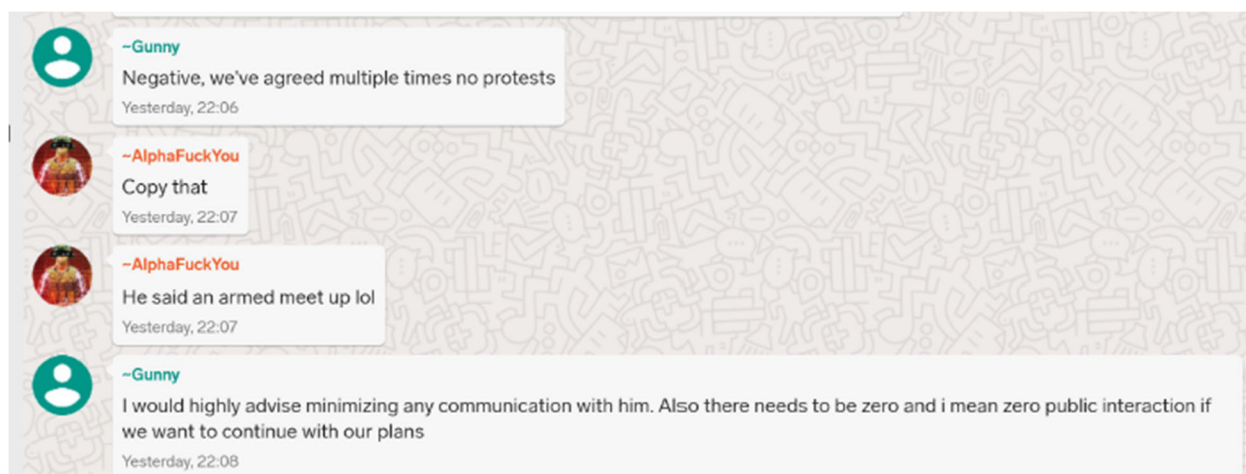 ~Gunny
Negative, we've agreed multiple times no protests
Yesterday, 22:06
~AlphaFuckYou
Copy that
Yesterday, 22:07
~AlphaFuckYou
He said an armed meet up lol
Yesterday, 22:07
~Gunny
I would highly advise minimizing any communication with him. Also there needs to be zero and i mean zero public interaction if
we want to continue with our plans
Yesterday, 22:08